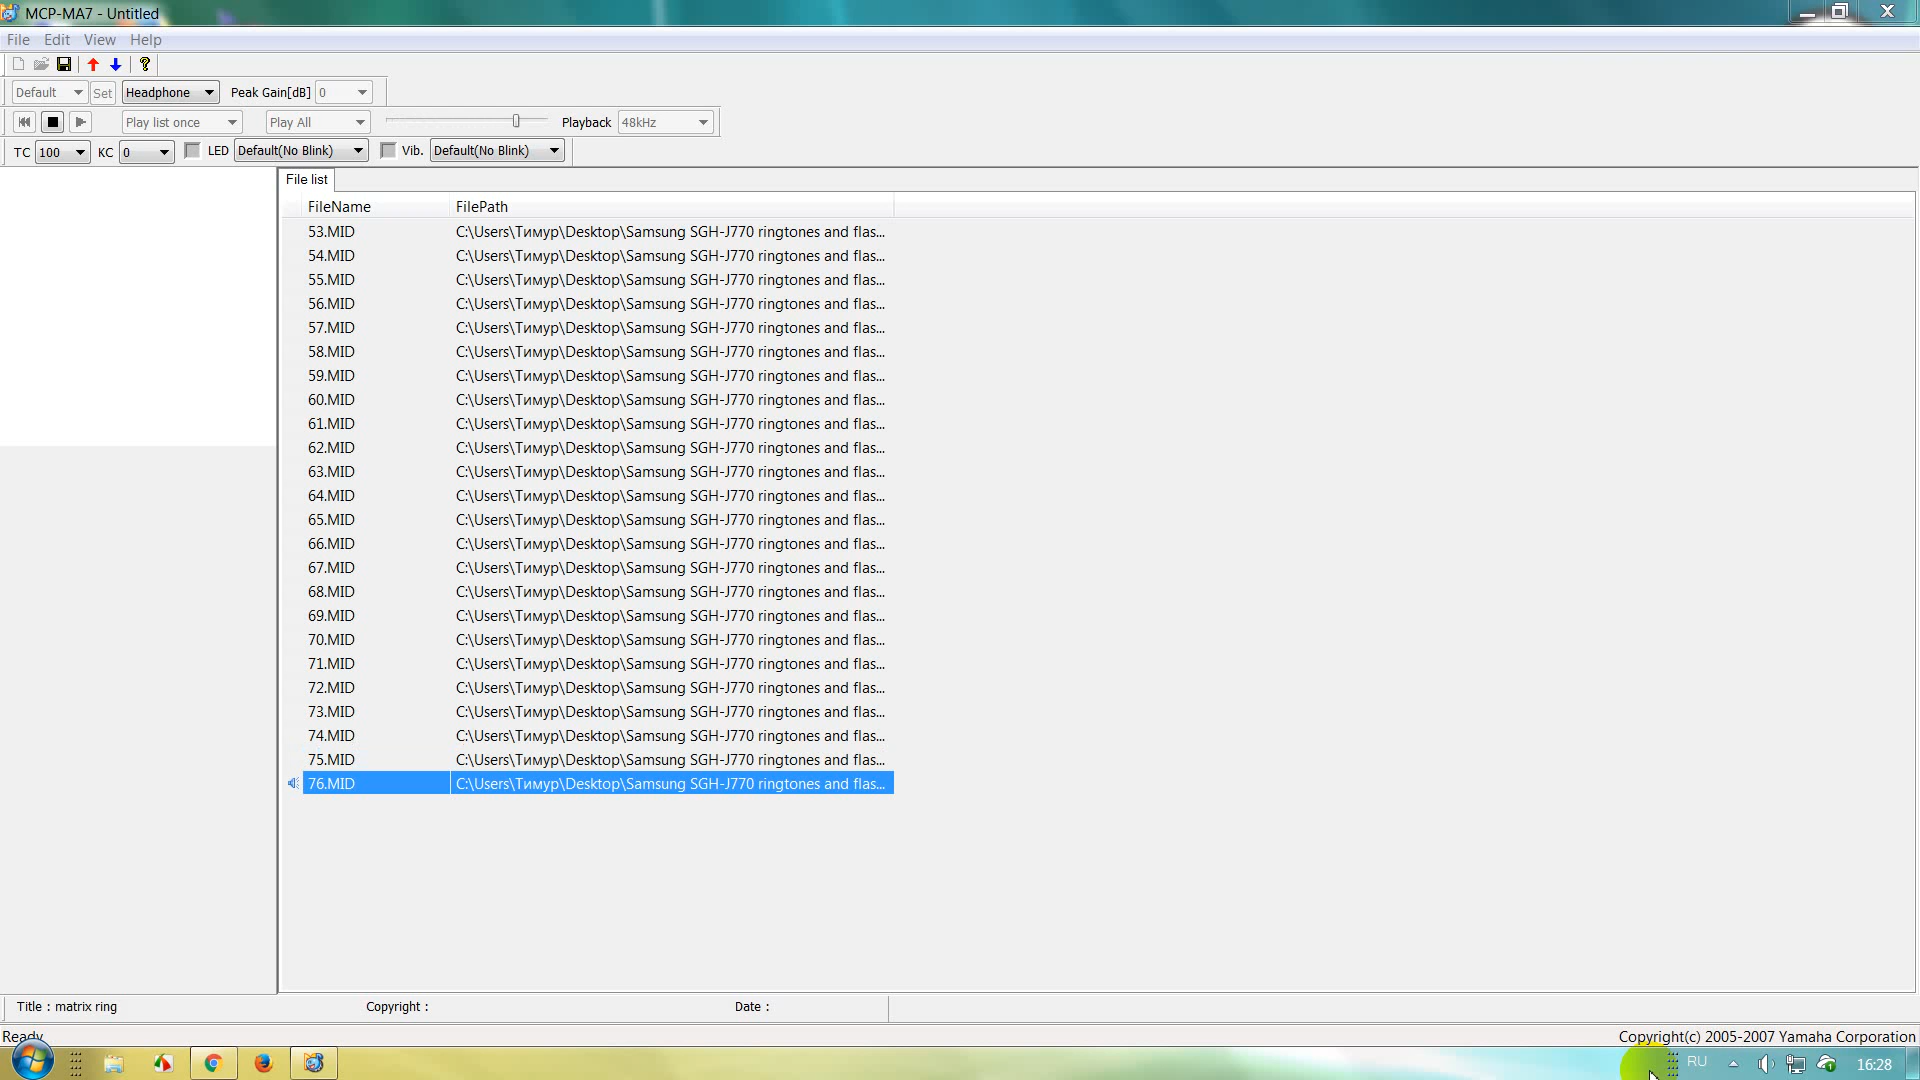 MCP-MA7 - Untitled
File Edit View Help
Default Set Headphone Peak Gain[dB] 0
Play list once Play All Playback 48kHz
TC 100 KC 0 LED Default(No Blink) Vib. Default(No Blink)
File list
FileName FilePath
53.MID C:\Users\Тимур\Desktop\Samsung SGH-J770 ringtones and flas...
54.MID C:\Users\Тимур\Desktop\Samsung SGH-J770 ringtones and flas...
55.MID C:\Users\Тимур\Desktop\Samsung SGH-J770 ringtones and flas...
56.MID C:\Users\Тимур\Desktop\Samsung SGH-J770 ringtones and flas...
57.MID C:\Users\Тимур\Desktop\Samsung SGH-J770 ringtones and flas...
58.MID C:\Users\Тимур\Desktop\Samsung SGH-J770 ringtones and flas...
59.MID C:\Users\Тимур\Desktop\Samsung SGH-J770 ringtones and flas...
60.MID C:\Users\Тимур\Desktop\Samsung SGH-J770 ringtones and flas...
61.MID C:\Users\Тимур\Desktop\Samsung SGH-J770 ringtones and flas...
62.MID C:\Users\Тимур\Desktop\Samsung SGH-J770 ringtones and flas...
63.MID C:\Users\Тимур\Desktop\Samsung SGH-J770 ringtones and flas...
64.MID C:\Users\Тимур\Desktop\Samsung SGH-J770 ringtones and flas...
65.MID C:\Users\Тимур\Desktop\Samsung SGH-J770 ringtones and flas...
66.MID C:\Users\Тимур\Desktop\Samsung SGH-J770 ringtones and flas...
67.MID C:\Users\Тимур\Desktop\Samsung SGH-J770 ringtones and flas...
68.MID C:\Users\Тимур\Desktop\Samsung SGH-J770 ringtones and flas...
69.MID C:\Users\Тимур\Desktop\Samsung SGH-J770 ringtones and flas...
70.MID C:\Users\Тимур\Desktop\Samsung SGH-J770 ringtones and flas...
71.MID C:\Users\Тимур\Desktop\Samsung SGH-J770 ringtones and flas...
72.MID C:\Users\Тимур\Desktop\Samsung SGH-J770 ringtones and flas...
73.MID C:\Users\Тимур\Desktop\Samsung SGH-J770 ringtones and flas...
74.MID C:\Users\Тимур\Desktop\Samsung SGH-J770 ringtones and flas...
75.MID C:\Users\Тимур\Desktop\Samsung SGH-J770 ringtones and flas...
76.MID C:\Users\Тимур\Desktop\Samsung SGH-J770 ringtones and flas...
Title : matrix ring Copyright : Date :
Ready Copyright(c) 2005-2007 Yamaha Corporation
RU 16:28